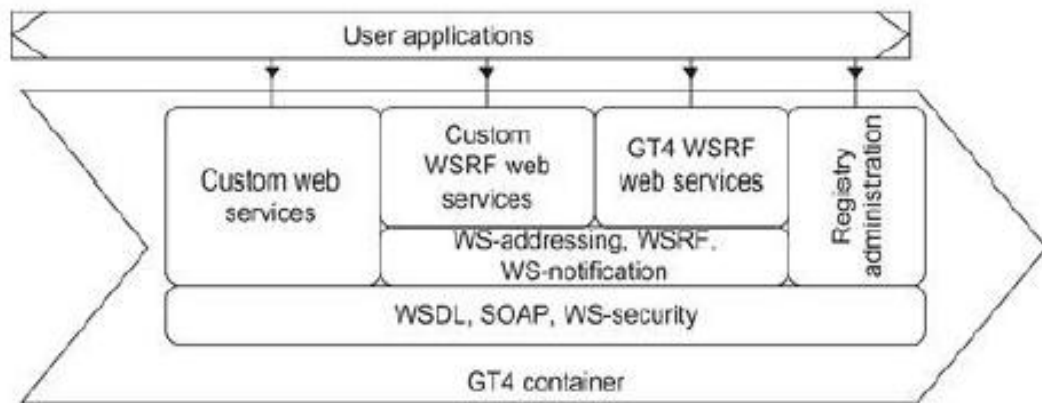 User applications
Custom web
services
Custom
WSRF web
services
GT4 WSRF
web services
Registry
administration
WS-addressing, WSRF.
WS-notification
WSDL, SOAP, WS-security
GT4 container